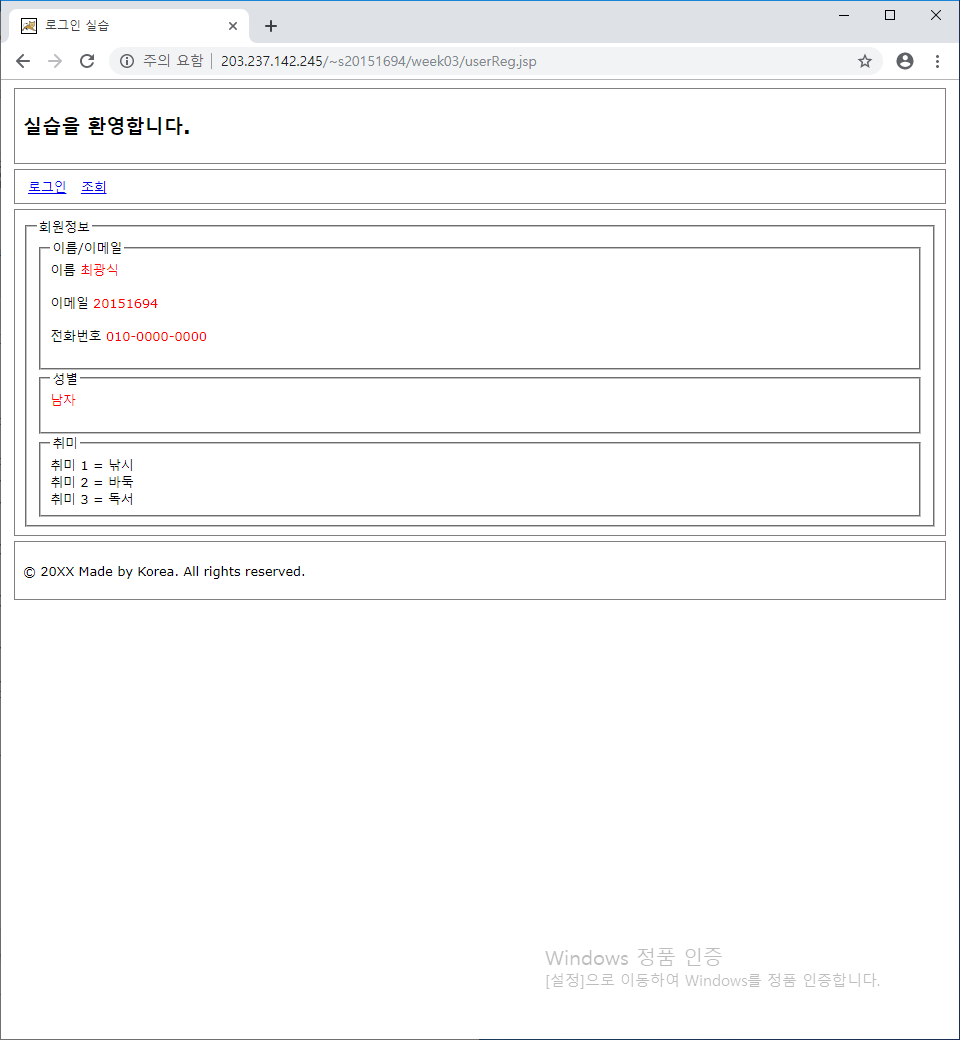 로그인 실습
주의 요함 | 203.237.142.245/~s20151694/week03/userReg.jsp
실습을 환영합니다.
로그인 조회
회원정보
이름/이메일
이름 최광식
이메일 20151694
전화번호 010-0000-0000
성별
남자
취미
취미 1 = 낚시
취미 2 = 바둑
취미 3 = 독서
© 20XX Made by Korea. All rights reserved.
Windows 정품 인증
[설정]으로 이동하여 Windows를 정품 인증합니다.